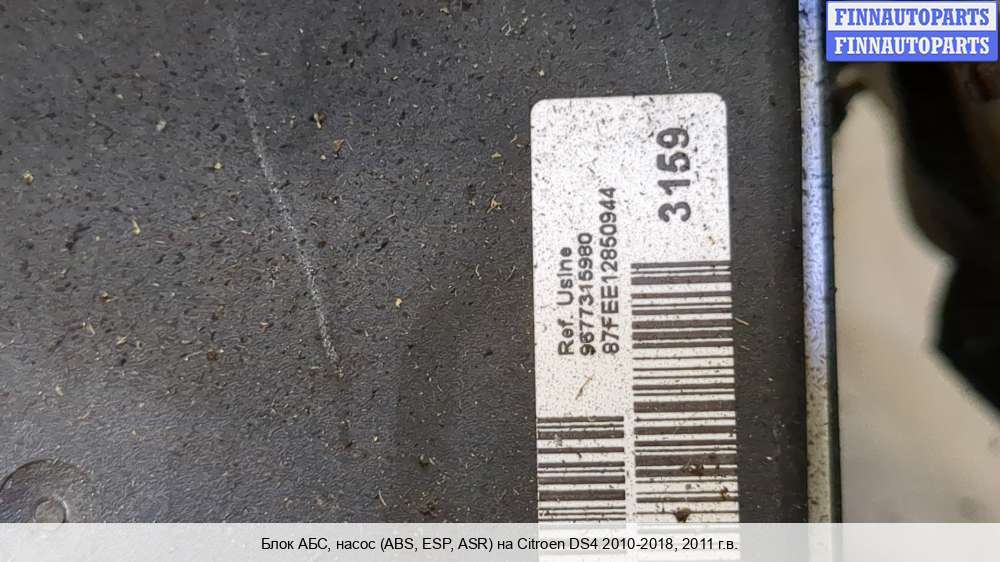 FINNAUTOPARTS
FINNAUTOPARTS
3159
Ref. Usine
9677315980
87FEE12850944
Блок АБС, насос (ABS, ESP, ASR) на Citroen DS4 2010-2018, 2011 г.в.